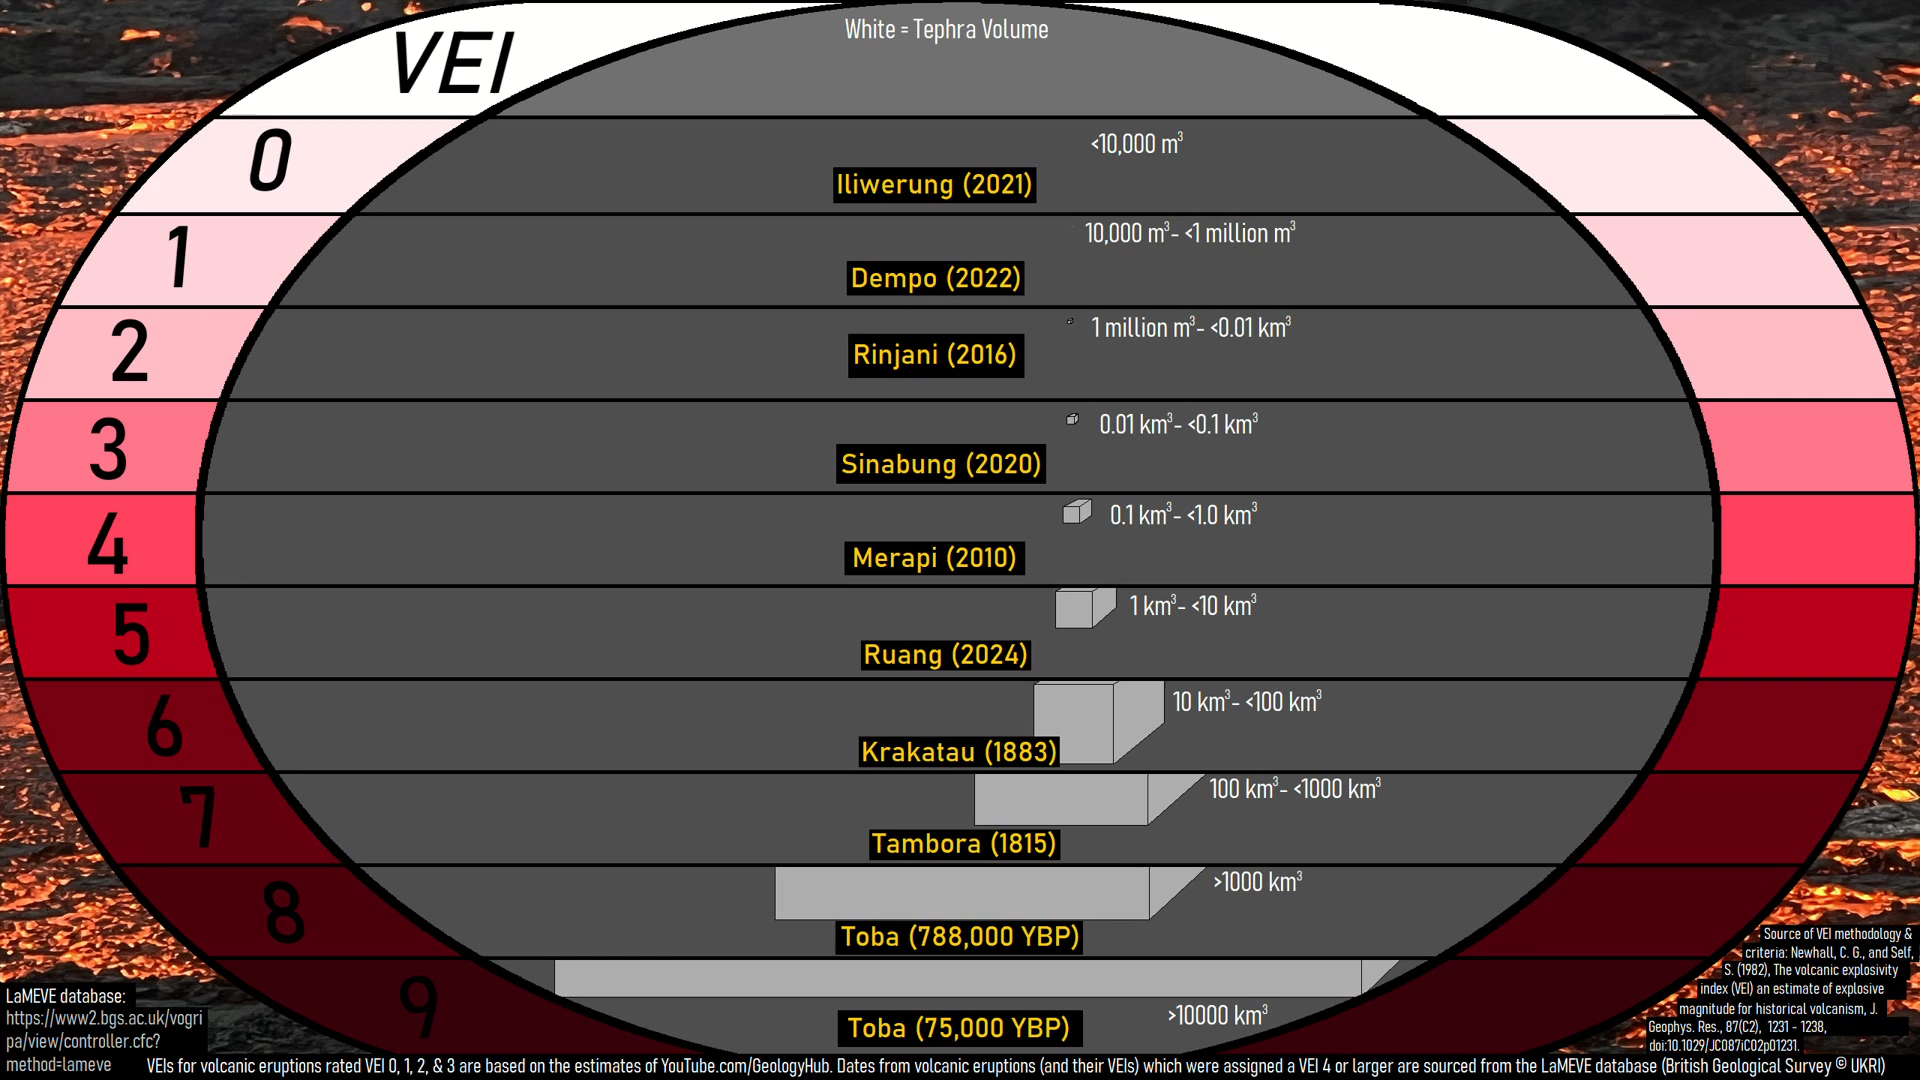 White = Tephra Volume
VEI
0
<10,000 m³
Iliwerung (2021)
1
10,000 m³- <1 million m³
Dempo (2022)
2
1 million m³- <0.01 km³
Rinjani (2016)
3
0.01 km³- <0.1 km³
Sinabung (2020)
4
0.1 km³- <1.0 km³
Merapi (2010)
5
1 km³- <10 km³
Ruang (2024)
6
10 km³- <100 km³
Krakatau (1883)
7
100 km³- <1000 km³
Tambora (1815)
8
>1000 km³
Toba (788,000 YBP)
9
>10000 km³
Toba (75,000 YBP)
LaMEVE database:
https://www2.bgs.ac.uk/vogri
pa/view/controller.cfc?
method=lameve
Source of VEI methodology &
criteria: Newhall, C. G., and Self,
S. (1982), The volcanic explosivity
index (VEI) an estimate of explosive
magnitude for historical volcanism, J.
Geophys. Res., 87(C2), 1231 - 1238,
doi:10.1029/JC087iC02p01231.
VEIs for volcanic eruptions rated VEI 0, 1, 2, & 3 are based on the estimates of YouTube.com/GeologyHub. Dates from volcanic eruptions (and their VEIs) which were assigned a VEI 4 or larger are sourced from the LaMEVE database (British Geological Survey © UKRI)